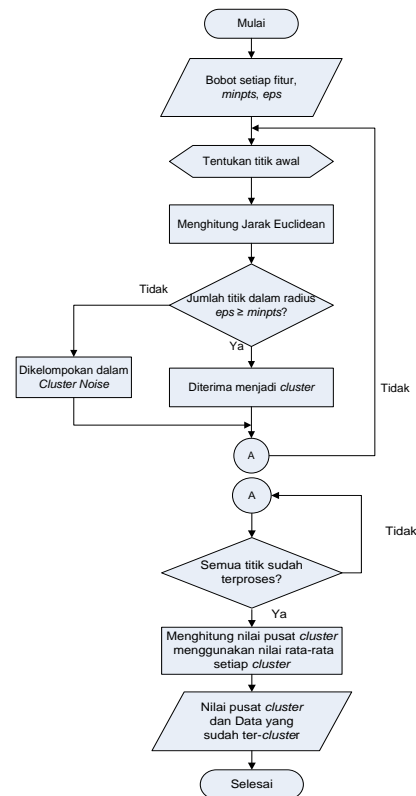 Mulai
Bobot setiap fitur,
minpts, eps
Tentukan titik awal
Menghitung Jarak Euclidean
Tidak
Jumlah titik dalam radius
eps ≥ minpts?
Ya
Dikelompokan dalam
Cluster Noise
Diterima menjadi cluster
Tidak
A
A
Tidak
Semua titik sudah
terproses?
Ya
Menghitung nilai pusat cluster
menggunakan nilai rata-rata
setiap cluster
Nilai pusat cluster
dan Data yang
sudah ter-cluster
Selesai